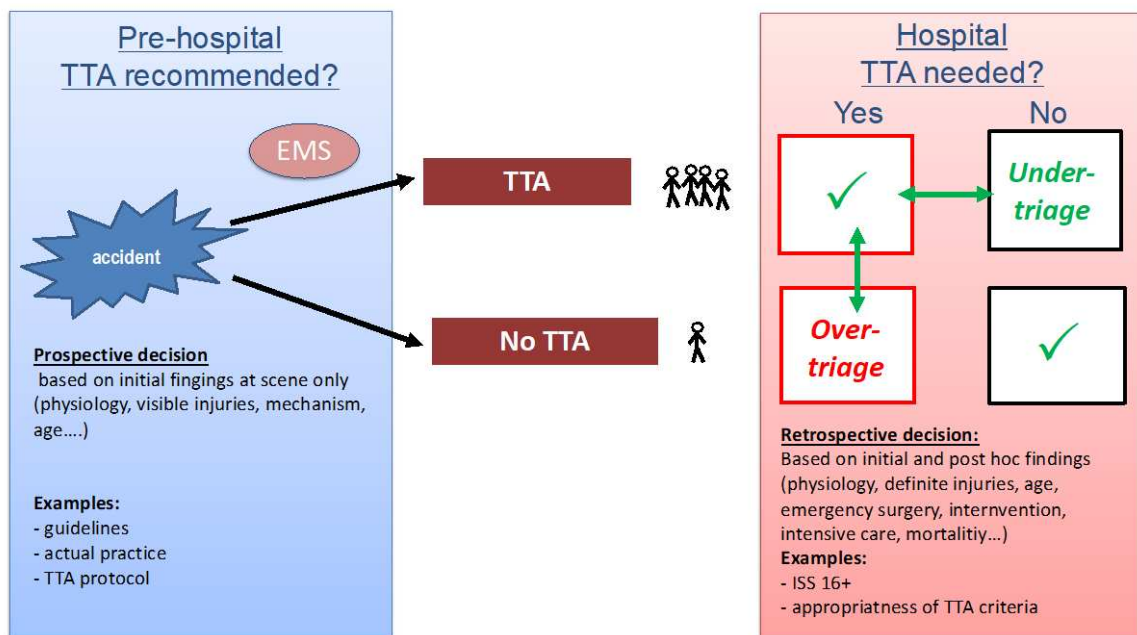 Pre-hospital
TTA recommended?
EMS
accident
Prospective decision
based on initial fingings at scene only
(physiology, visible injuries, mechanism,
age....)
Examples:
- guidelines
- actual practice
- TTA protocol
TTA
No TTA
Hospital
TTA needed?
Yes No
Under-
triage
Over-
triage
Retrospective decision:
Based on initial and post hoc findings
(physiology, definite injuries, age,
emergency surgery, internvention,
intensive care, mortalitiy...)
Examples:
- ISS 16+
- appropriatness of TTA criteria